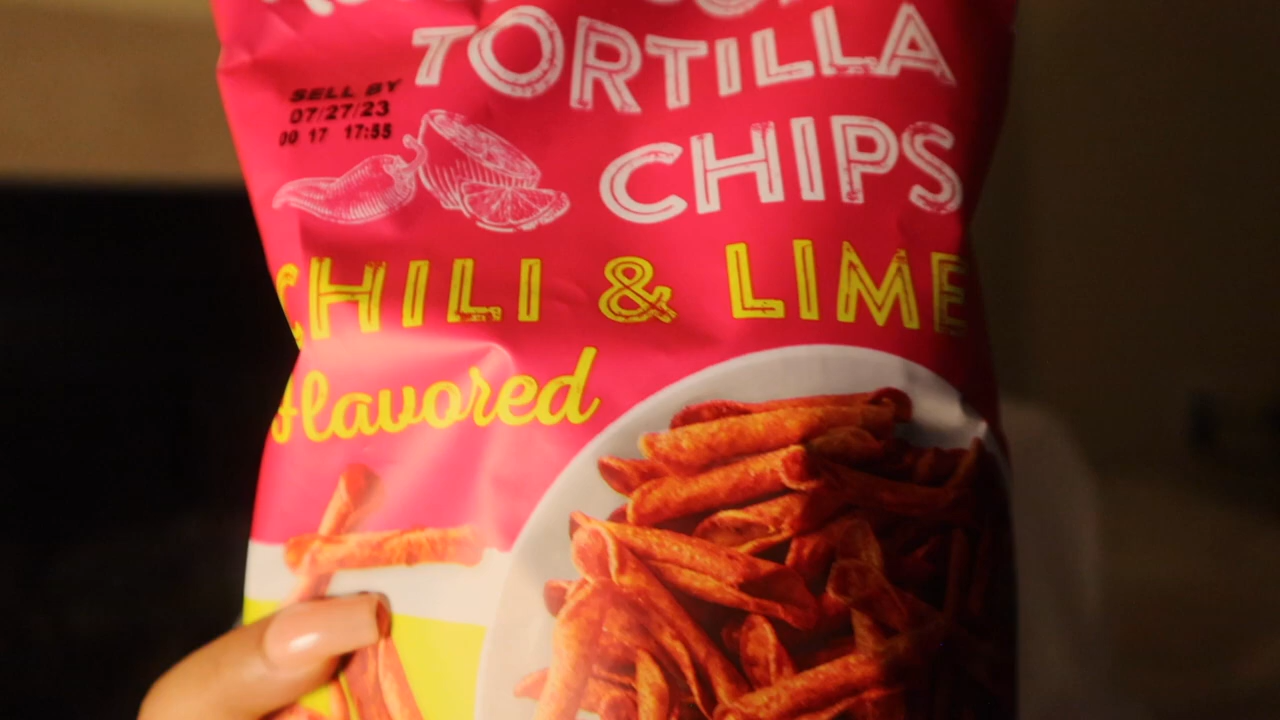 TORTILLA
CHIPS
SELL BY
07/27/23
00 17 17:55
CHILI & LIME
flavored